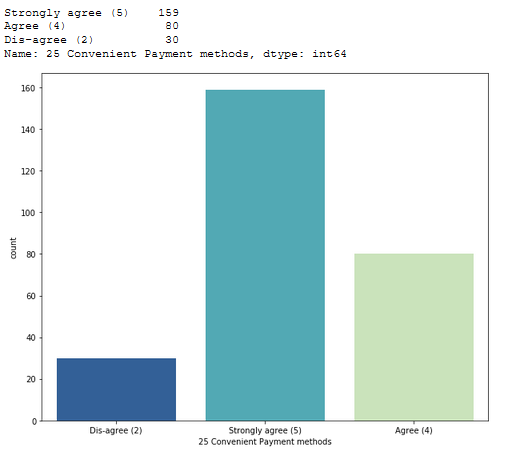 Strongly agree (5)    159
Agree (4)              80
Dis-agree (2)          30
Name: 25 Convenient Payment methods, dtype: int64
160
140
120
100
80
60
40
20
0
count
Dis-agree (2)    Strongly agree (5)    Agree (4)
25 Convenient Payment methods